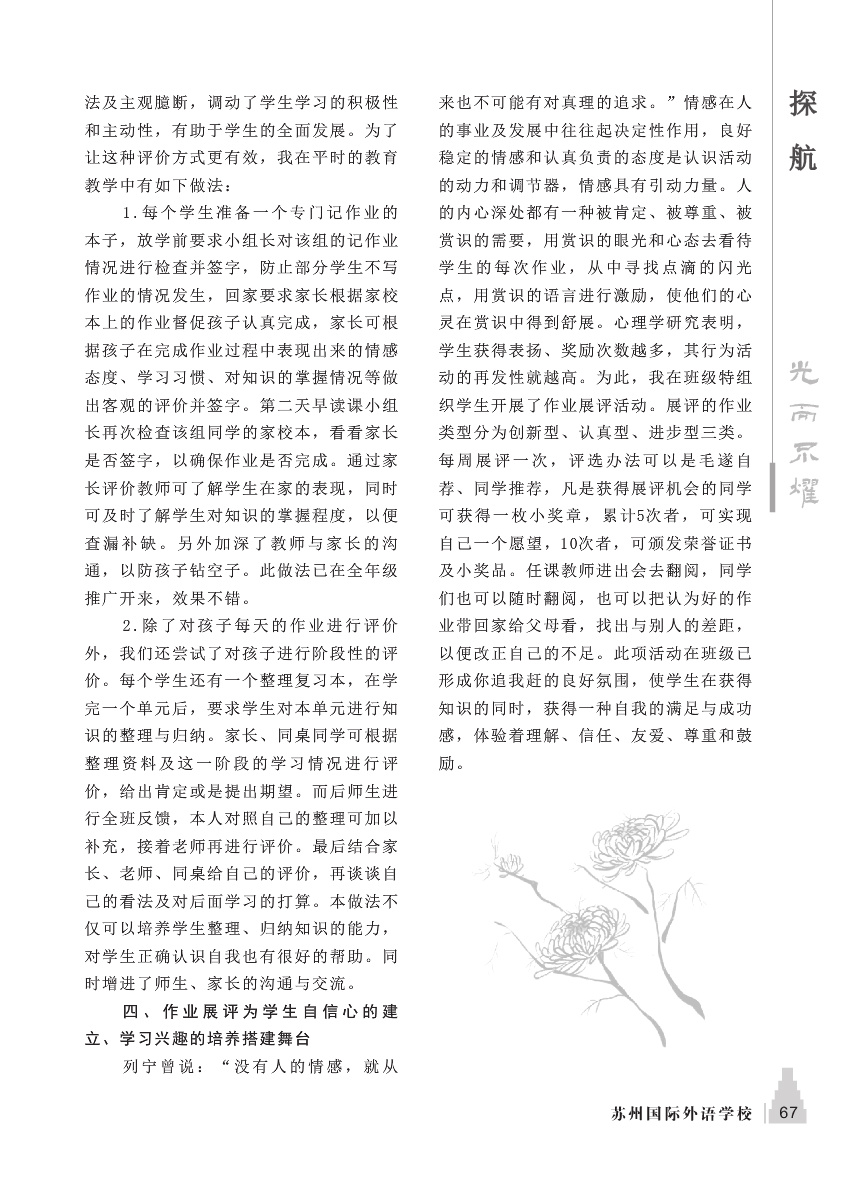 法及主观臆断，调动了学生学习的积极性
和主动性，有助于学生的全面发展。为了
让这种评价方式更有效，我在平时的教育
教学中有如下做法：
1.每个学生准备一个专门记作业的
本子，放学前要求小组长对该组的记作业
情况进行检查并签字，防止部分学生不写
作业的情况发生，回家要求家长根据家校
本上的作业督促孩子认真完成，家长可根
据孩子在完成作业过程中表现出来的情感
态度、学习习惯、对知识的掌握情况等做
出客观的评价并签字。第二天早读课小组
长再次检查该组同学的家校本，看看家长
是否签字，以确保作业是否完成。通过家
长评价教师可了解学生在家的表现，同时
可及时了解学生对知识的掌握程度，以便
查漏补缺。另外加深了教师与家长的沟
通，以防孩子钻空子。此做法已在全年级
推广开来，效果不错。
2.除了对孩子每天的作业进行评价
外，我们还尝试了对孩子进行阶段性的评
价。每个学生还有一个整理复习本，在学
完一个单元后，要求学生对本单元进行知
识的整理与归纳。家长、同桌同学可根据
整理资料及这一阶段的学习情况进行评
价，给出肯定或是提出期望。而后师生进
行全班反馈，本人对照自己的整理可加以
补充，接着老师再进行评价。最后结合家
长、老师、同桌给自己的评价，再谈谈自
己的看法及对后面学习的打算。本做法不
仅可以培养学生整理、归纳知识的能力，
对学生正确认识自我也有很好的帮助。同
时增进了师生、家长的沟通与交流。
四、作业展评为学生自信心的建
立、学习兴趣的培养搭建舞台
列宁曾说：“没有人的情感，就从
来也不可能有对真理的追求。”情感在人
的事业及发展中往往起决定性作用，良好
稳定的情感和认真负责的态度是认识活动
的动力和调节器，情感具有引动力量。人
的内心深处都有一种被肯定、被尊重、被
赏识的需要，用赏识的眼光和心态去看待
学生的每次作业，从中寻找点滴的闪光
点，用赏识的语言进行激励，使他们的心
灵在赏识中得到舒展。心理学研究表明，
学生获得表扬、奖励次数越多，其行为活
动的再发性就越高。为此，我在班级特组
织学生开展了作业展评活动。展评的作业
类型分为创新型、认真型、进步型三类。
每周展评一次，评选办法可以是毛遂自
荐、同学推荐，凡是获得展评机会的同学
可获得一枚小奖章，累计5次者，可实现
自己一个愿望，10次者，可颁发荣誉证书
及小奖品。任课教师进出会去翻阅，同学
们也可以随时翻阅，也可以把认为好的作
业带回家给父母看，找出与别人的差距，
以便改正自己的不足。此项活动在班级已
形成你追我赶的良好氛围，使学生在获得
知识的同时，获得一种自我的满足与成功
感，体验着理解、信任、友爱、尊重和鼓
励。
探航
光而不耀
苏州国际外语学校
67